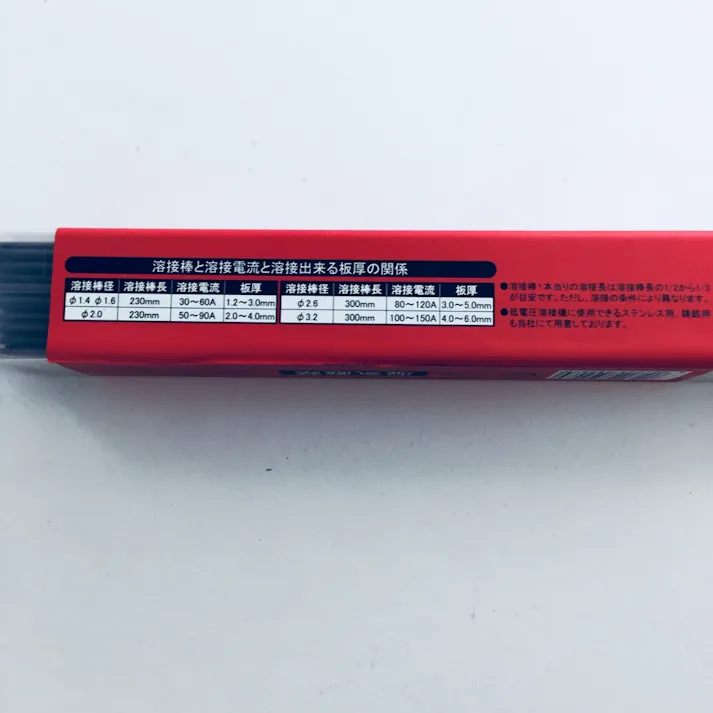 溶接棒と溶接電流と溶接出来る板厚の関係
溶接棒径 溶接棒長 溶接電流 板厚
φ1.4 φ1.6 230mm 30〜60A 1.2〜3.0mm
φ2.0 230mm 50〜90A 2.0〜4.0mm
溶接棒径 溶接棒長 溶接電流 板厚
φ2.6 300mm 80〜120A 3.0〜5.0mm
φ3.2 300mm 100〜150A 4.0〜6.0mm
●溶接棒1本当りの溶接長は溶接棒長の1/2から1/3
が目安です。ただし、溶接の条件により異なります。
●低電圧溶接機に使用できるステンレス用、鋳鉄用
も当社にて用意しております。